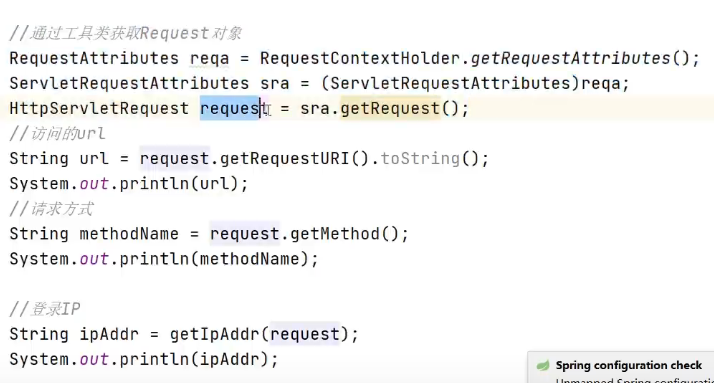 //通过工具类获取Request对象
RequestAttributes reqa = RequestContextHolder.getRequestAttributes();
ServletRequestAttributes sra = (ServletRequestAttributes)reqa;
HttpServletRequest request = sra.getRequest();
//访问的url
String url = request.getRequestURI().toString();
System.out.println(url);
//请求方式
String methodName = request.getMethod();
System.out.println(methodName);
//登录IP
String ipAddr = getIpAddr(request);
System.out.println(ipAddr);
Spring configuration check
Unmapped Spring configuration